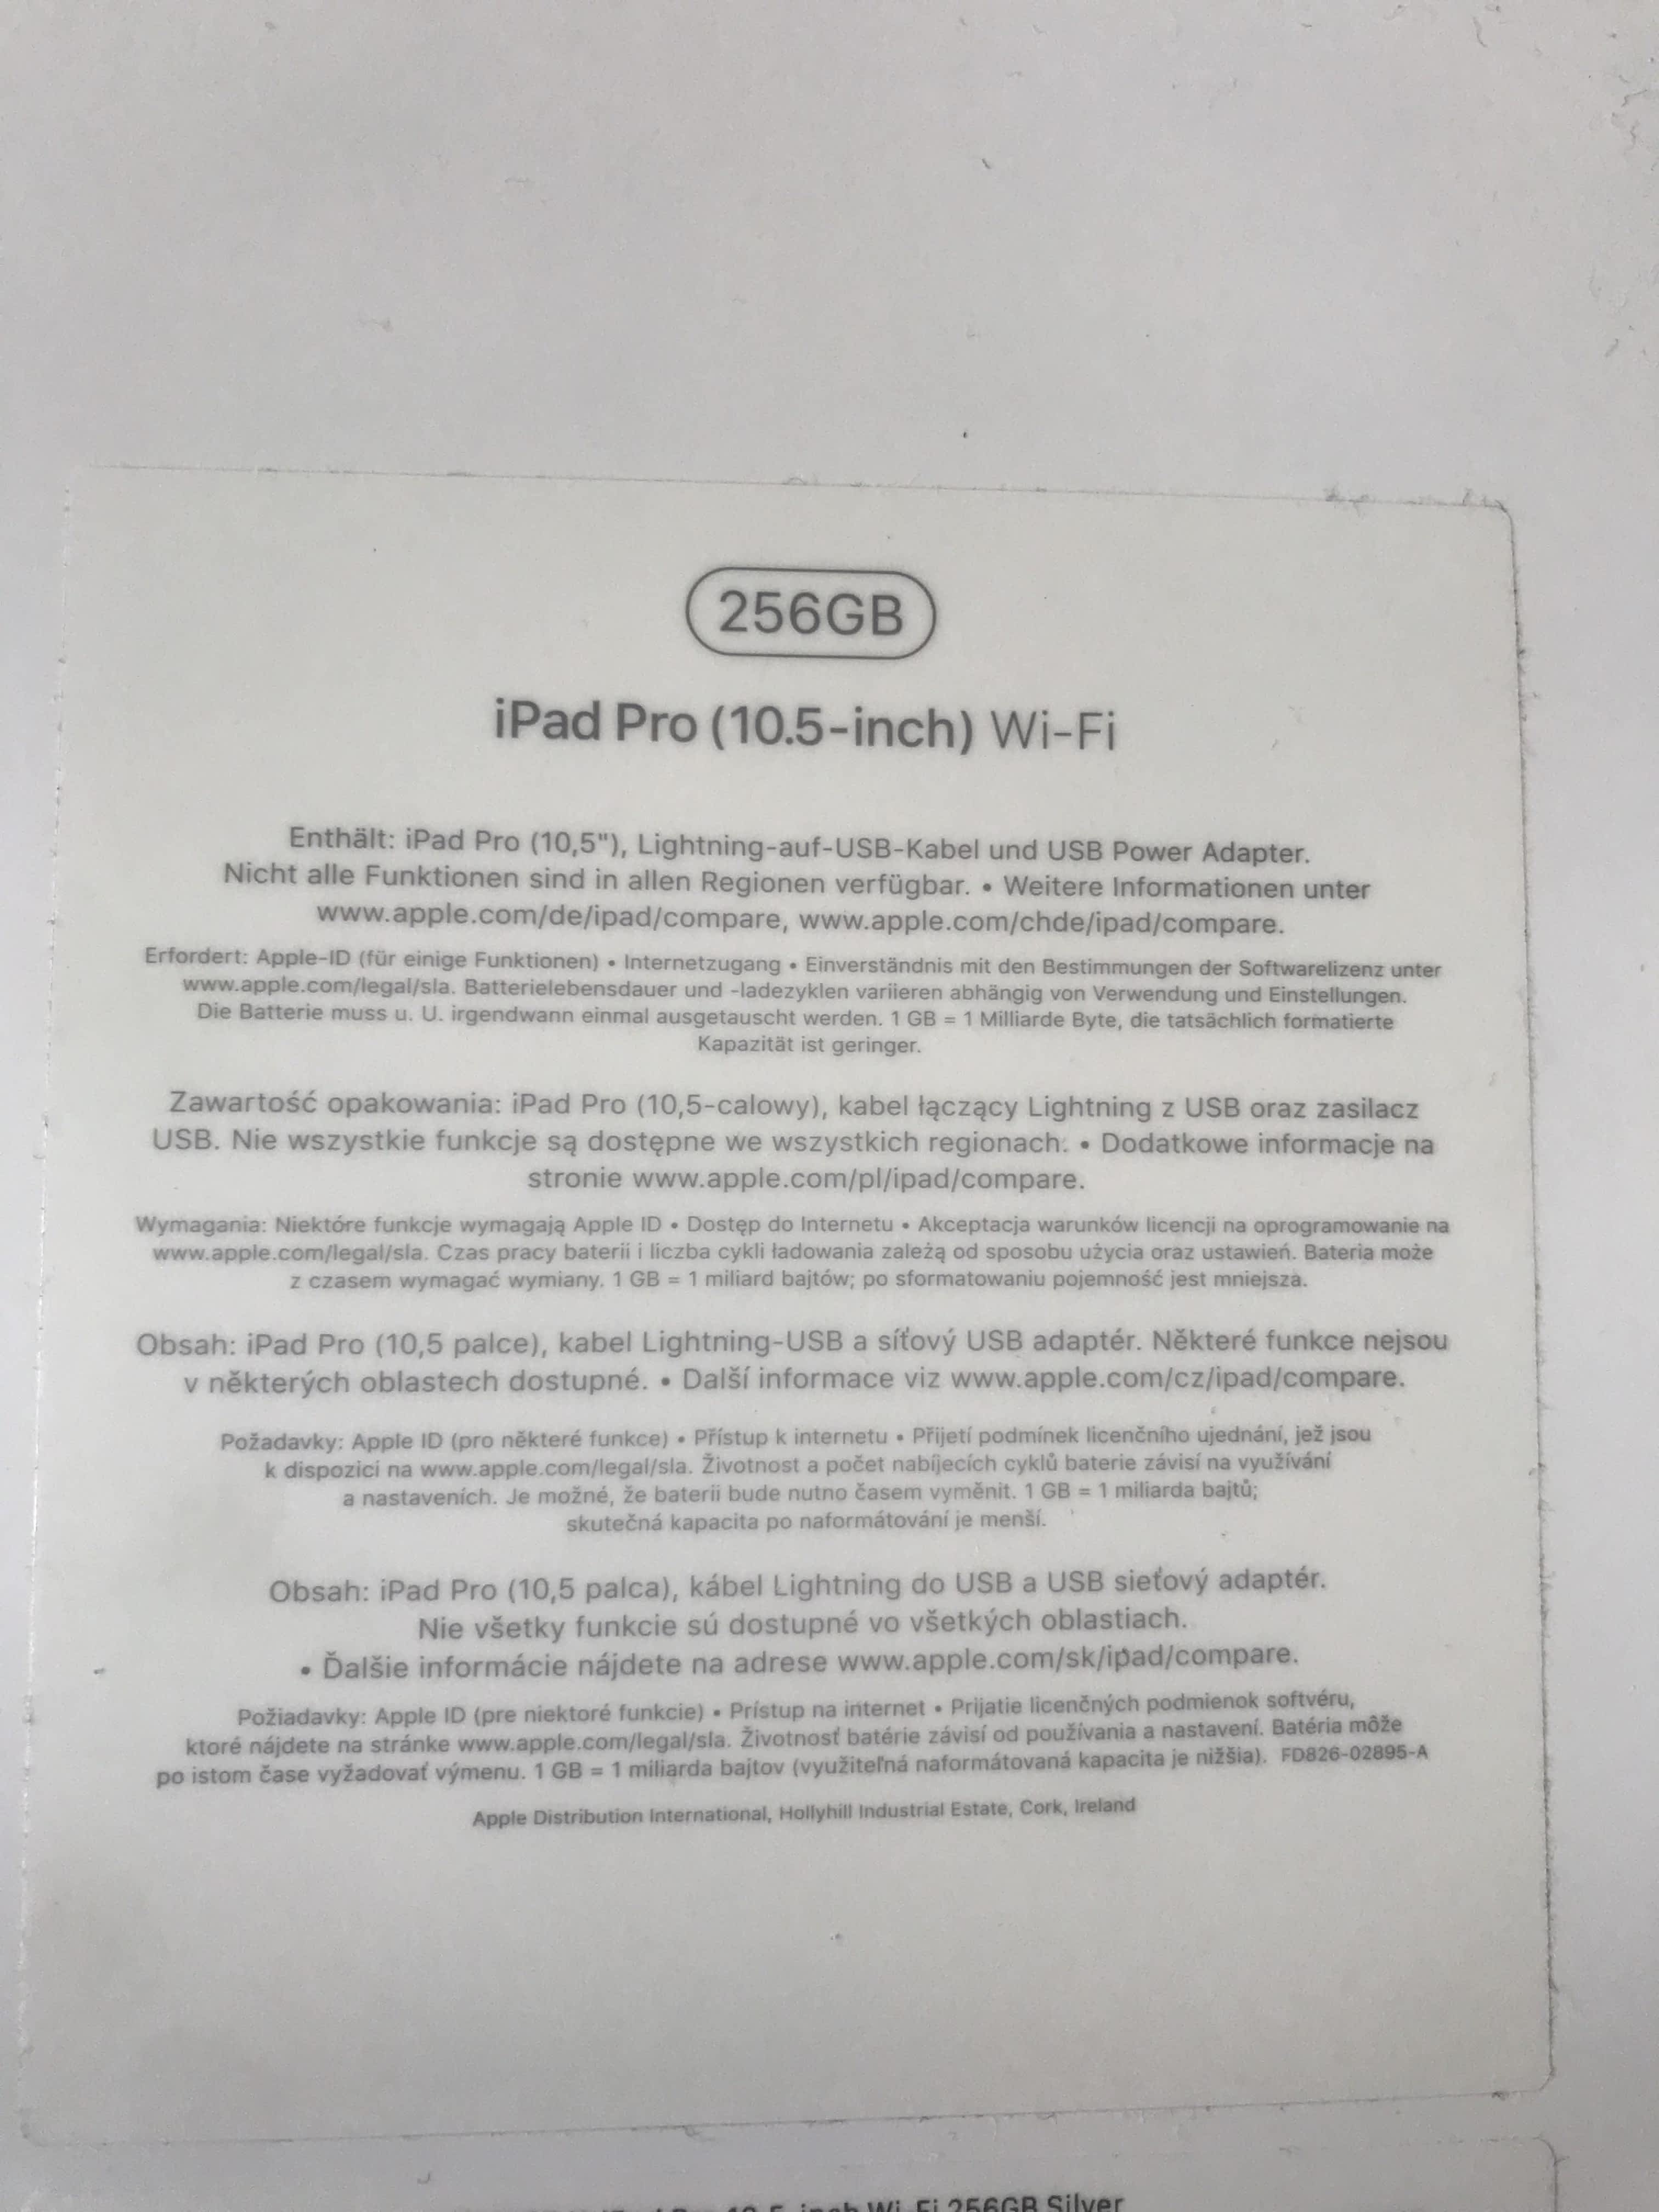 256GB
iPad Pro (10.5-inch) Wi-Fi
Enthält: iPad Pro (10,5"), Lightning-auf-USB-Kabel und USB Power Adapter.
Nicht alle Funktionen sind in allen Regionen verfügbar. • Weitere Informationen unter
www.apple.com/de/ipad/compare, www.apple.com/chde/ipad/compare.
Erfordert: Apple-ID (für einige Funktionen) • Internetzugang • Einverständnis mit den Bestimmungen der Softwarelizenz unter
www.apple.com/legal/sla. Batterielebensdauer und -ladezyklen variieren abhängig von Verwendung und Einstellungen.
Die Batterie muss u. U. irgendwann einmal ausgetauscht werden. 1 GB = 1 Milliarde Byte, die tatsächlich formatierte
Kapazität ist geringer.
Zawartość opakowania: iPad Pro (10,5-calowy), kabel łączący Lightning z USB oraz zasilacz
USB. Nie wszystkie funkcje są dostępne we wszystkich regionach. • Dodatkowe informacje na
stronie www.apple.com/pl/ipad/compare.
Wymagania: Niektóre funkcje wymagają Apple ID • Dostęp do Internetu • Akceptacja warunków licencji na oprogramowanie na
www.apple.com/legal/sla. Czas pracy baterii i liczba cykli ładowania zależą od sposobu użycia oraz ustawień. Bateria może
z czasem wymagać wymiany. 1 GB = 1 miliard bajtów; po sformatowaniu pojemność jest mniejsza.
Obsah: iPad Pro (10,5 palce), kabel Lightning-USB a síťový USB adaptér. Některé funkce nejsou
v některých oblastech dostupné. • Další informace viz www.apple.com/cz/ipad/compare.
Požadavky: Apple ID (pro některé funkce) • Přístup k internetu • Přijetí podmínek licenčního ujednání, jež jsou
k dispozici na www.apple.com/legal/sla. Životnost a počet nabíjecích cyklů baterie závisí na využívání
a nastaveních. Je možné, že baterii bude nutno časem vyměnit. 1 GB = 1 miliarda bajtů;
skutečná kapacita po naformátování je menší.
Obsah: iPad Pro (10,5 palca), kábel Lightning do USB a USB sieťový adaptér.
Nie všetky funkcie sú dostupné vo všetkých oblastiach.
• Ďalšie informácie nájdete na adrese www.apple.com/sk/ipad/compare.
Požiadavky: Apple ID (pre niektoré funkcie) • Prístup na internet • Prijatie licenčných podmienok softvéru,
ktoré nájdete na stránke www.apple.com/legal/sla. Životnosť batérie závisí od používania a nastavení. Batéria môže
po istom čase vyžadovať výmenu. 1 GB = 1 miliarda bajtov (využiteľná naformátovaná kapacita je nižšia). FD826-02895-A
Apple Distribution International, Hollyhill Industrial Estate, Cork, Ireland
10.5-inch Wi-Fi 256GB Silver